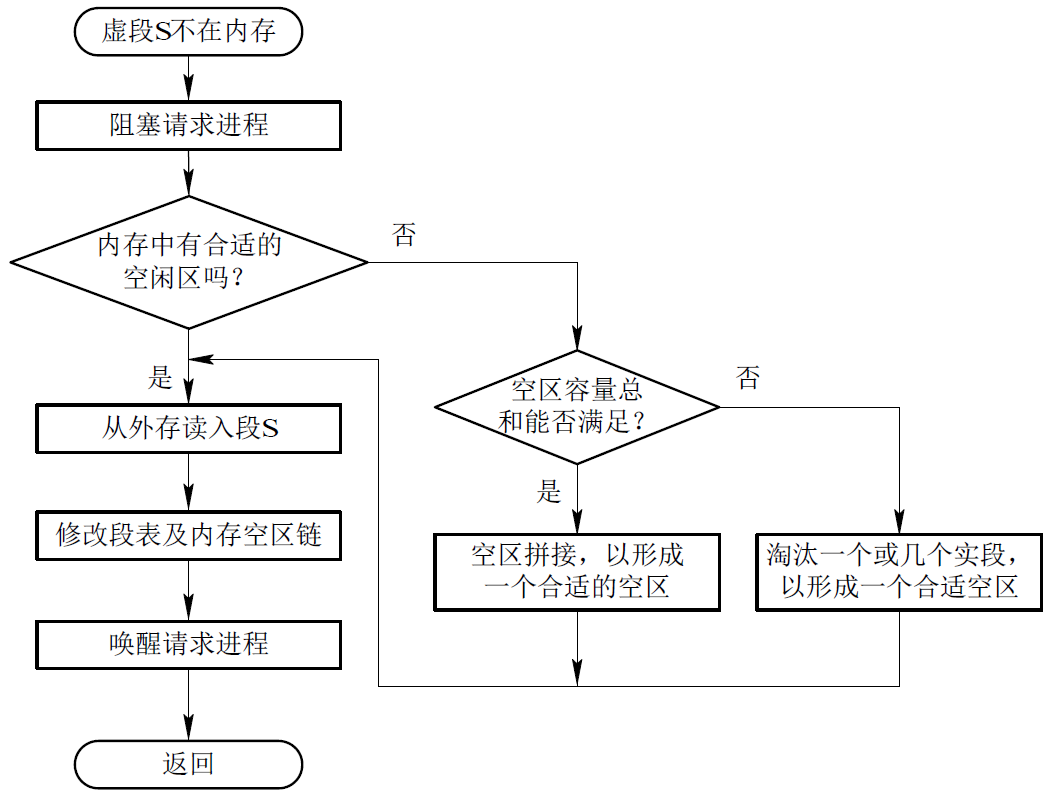 虚段S不在内存
阻塞请求进程
内存中有合适的
空闲区吗？
否
是
从外存读入段S
修改段表及内存空区链
唤醒请求进程
返回
空区容量总
和能否满足？
否
是
空区拼接，以形成
一个合适的空区
淘汰一个或几个实段，
以形成一个合适空区